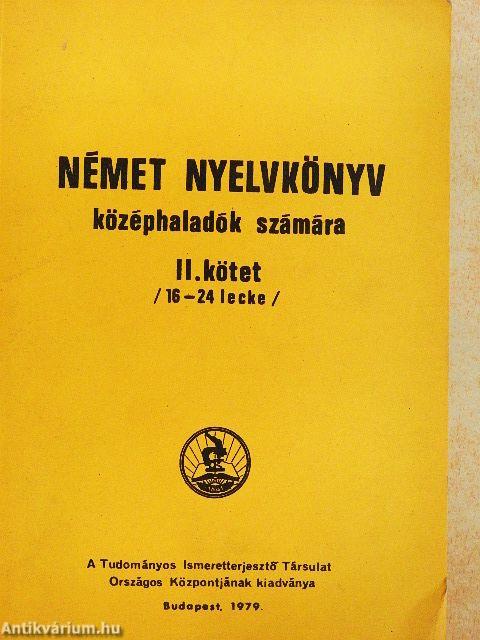 NÉMET NYELVKÖNYV
középhaladók számára
II. kötet
/ 16-24 lecke /
A Tudományos Ismeretterjesztő Társulat
Országos Központjának kiadványa
Budapest, 1979.
Antikvárium.hu